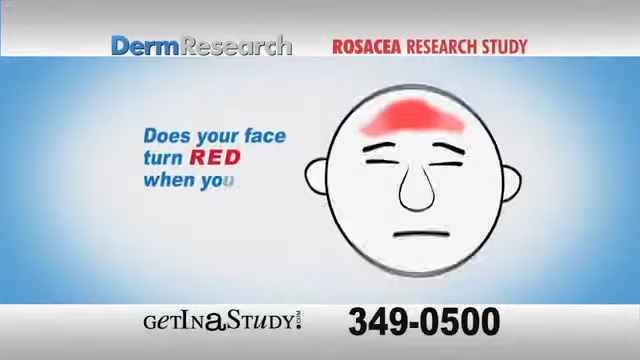 DermResearch
ROSACEA RESEARCH STUDY
Does your face
turn RED
when you
GETINASTUDY!.COM
349-0500